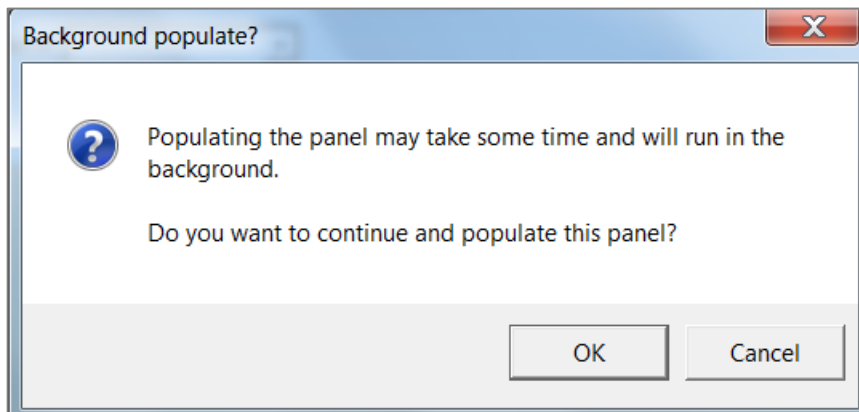 Background populate?
Populating the panel may take some time and will run in the
background.
Do you want to continue and populate this panel?
OK
Cancel